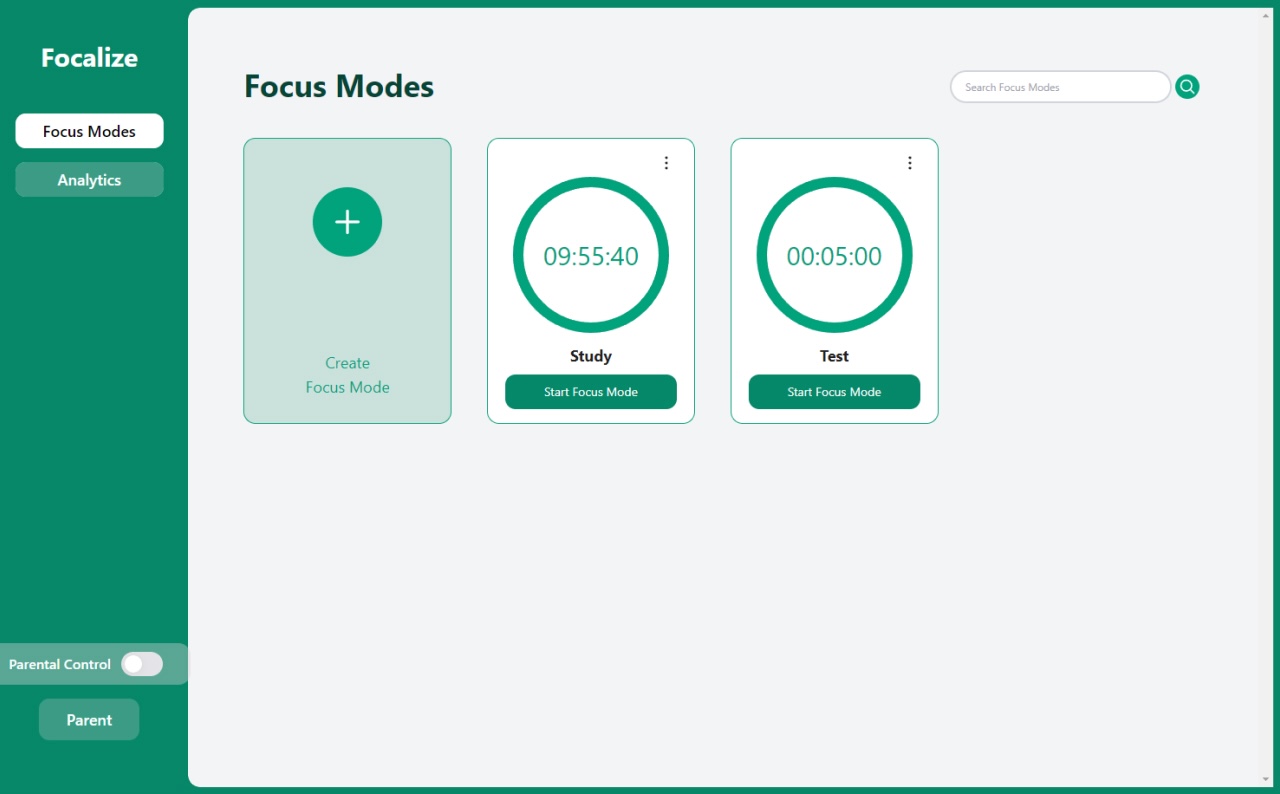 Focalize
Focus Modes
Analytics
Parental Control
Parent
Focus Modes
Search Focus Modes
Create
Focus Mode
09:55:40
Study
Start Focus Mode
00:05:00
Test
Start Focus Mode